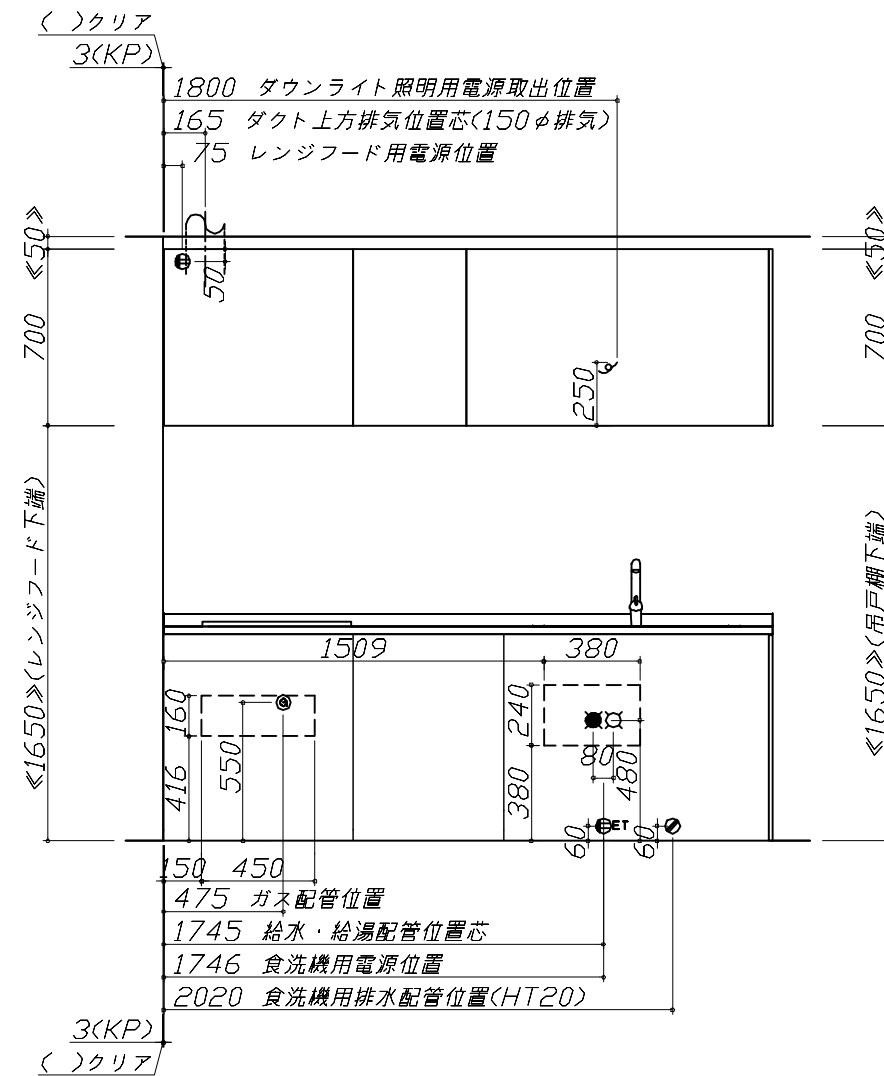 ( )クリア
3(KP)
1800 ダウンライト照明用電源取出位置
165 ダクト上方排気位置芯(150φ排気)
75 レンジフード用電源位置
≪50≫
≪50≫
50
700
700
250
≪1650≫(レンジフード下端)
≪1650≫(吊戸棚下端)
1509
380
160
240
550
416
80
480
380
60
ET
60
150
450
475 ガス配管位置
1745 給水・給湯配管位置芯
1746 食洗機用電源位置
2020 食洗機用排水配管位置(HT20)
3(KP)
( )クリア